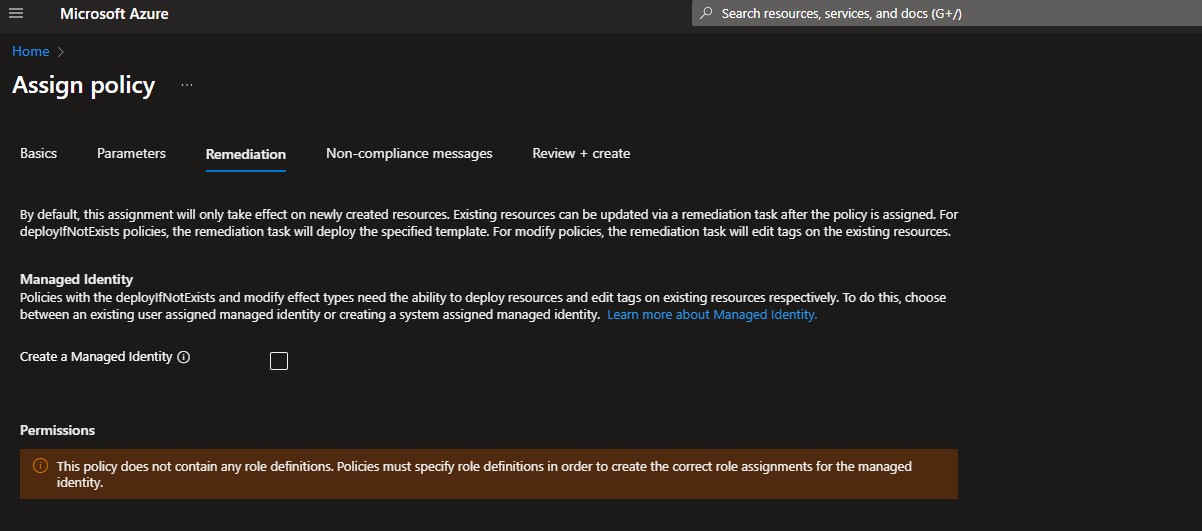 Microsoft Azure
Search resources, services, and docs (G+/)
Home
Assign policy ...
Basics Parameters Remediation Non-compliance messages Review + create
By default, this assignment will only take effect on newly created resources. Existing resources can be updated via a remediation task after the policy is assigned. For
deployIfNotExists policies, the remediation task will deploy the specified template. For modify policies, the remediation task will edit tags on the existing resources.
Managed Identity
Policies with the deployIfNotExists and modify effect types need the ability to deploy resources and edit tags on existing resources respectively. To do this, choose
between an existing user assigned managed identity or creating a system assigned managed identity. Learn more about Managed Identity.
Create a Managed Identity
Permissions
This policy does not contain any role definitions. Policies must specify role definitions in order to create the correct role assignments for the managed
identity.